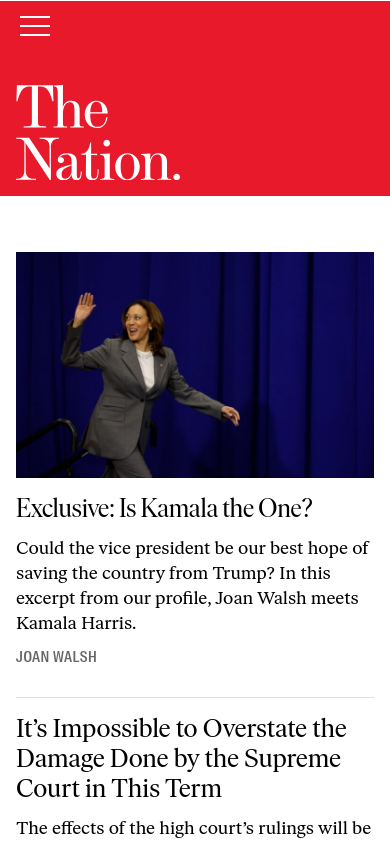 The
Nation.
Exclusive: Is Kamala the One?
Could the vice president be our best hope of
saving the country from Trump? In this
excerpt from our profile, Joan Walsh meets
Kamala Harris.
JOAN WALSH
It’s Impossible to Overstate the
Damage Done by the Supreme
Court in This Term
The effects of the high court’s rulings will be